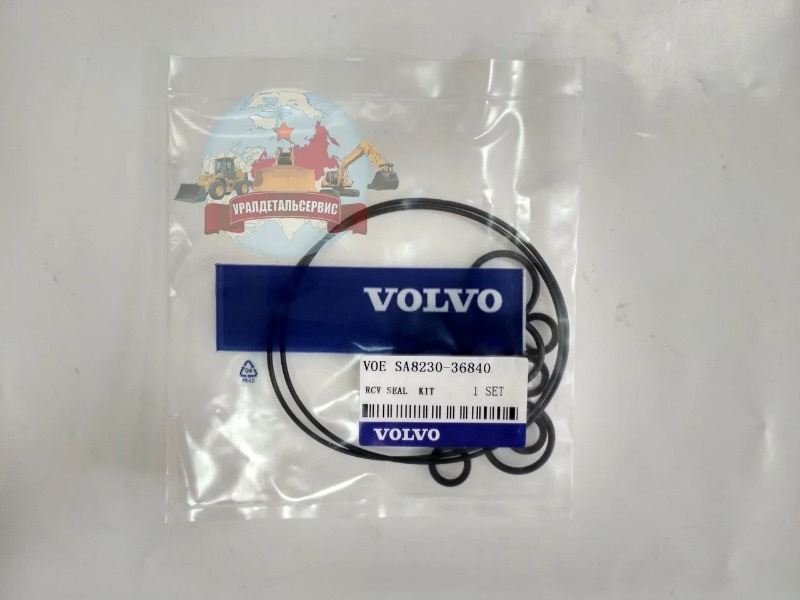 УРАЛДЕТАЛЬСЕРВИС
VOLVO
VOE SA8230-36840
RCV SEAL KIT 1 SET
VOLVO